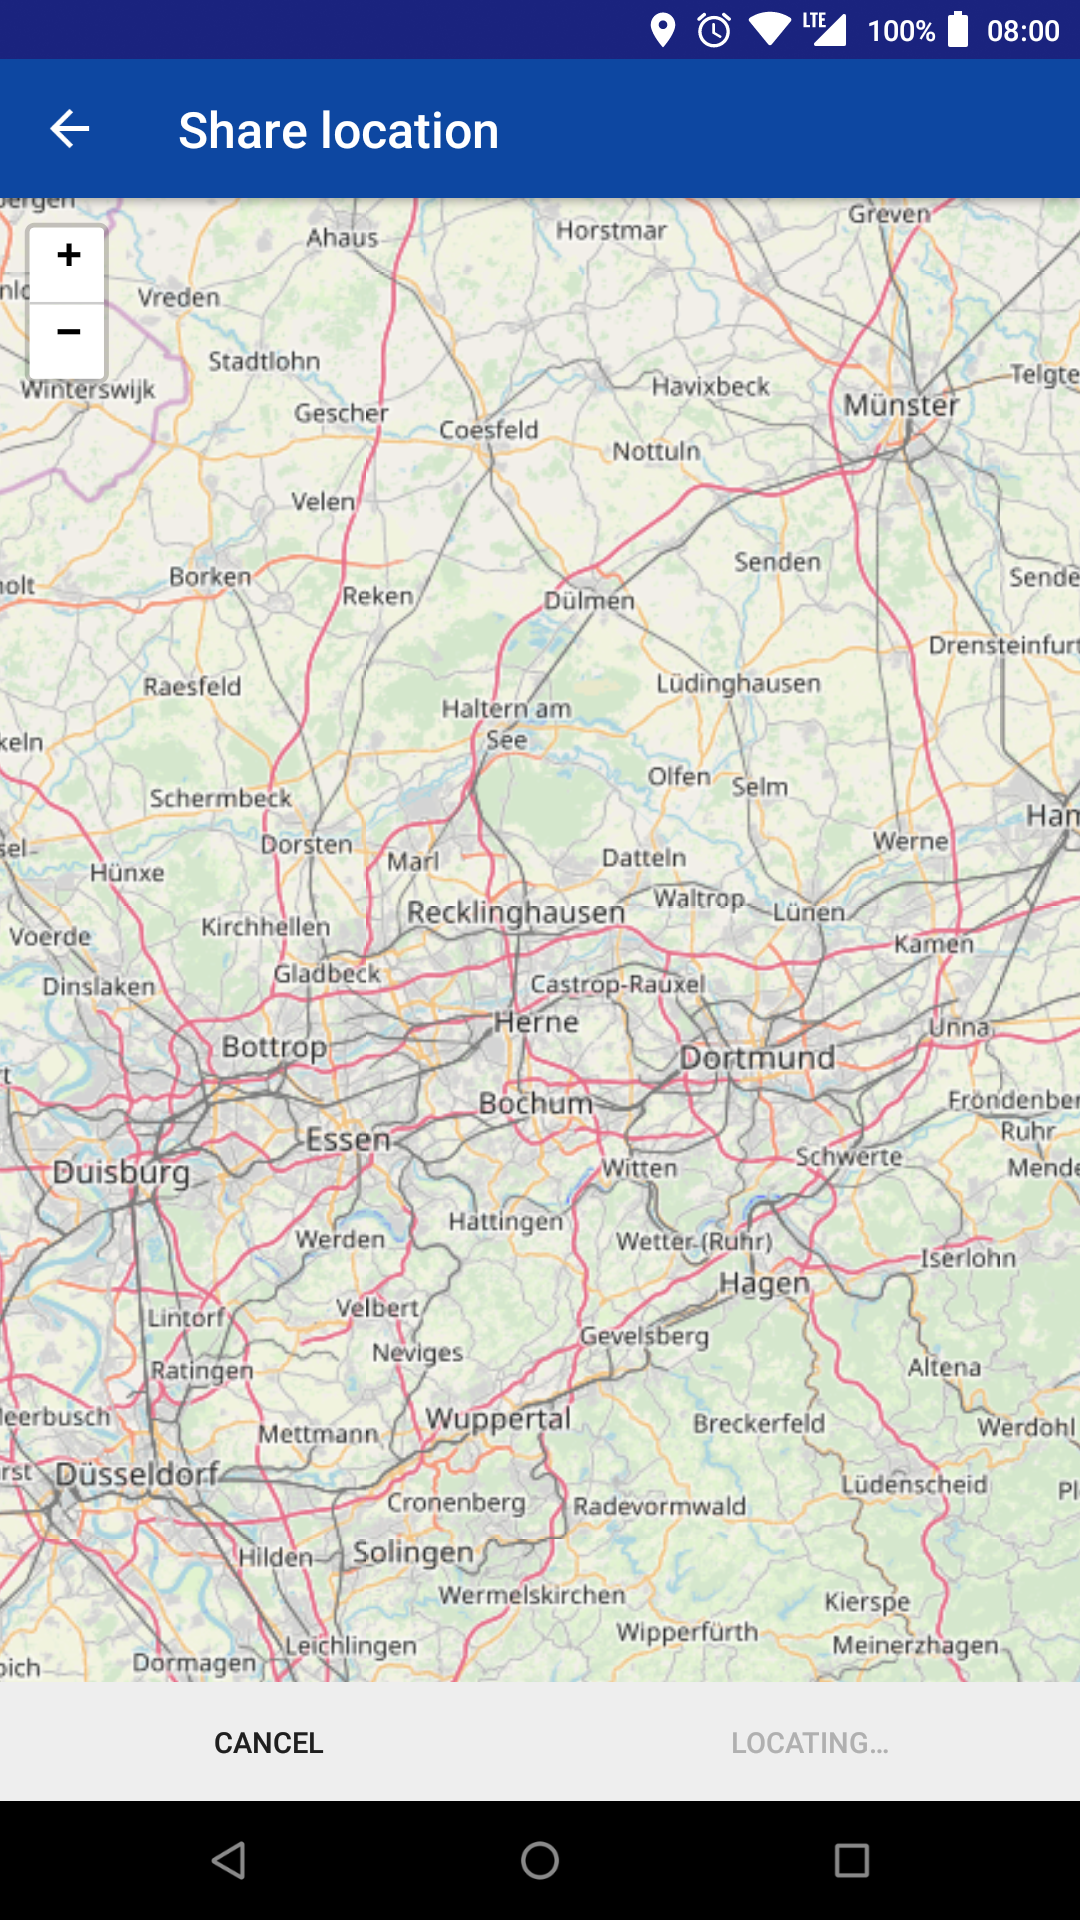 LTE 100% 08:00
Share location
Greven
Horstmar
Ahaus
+
Vreden
−
Stadtlohn
Telgte
Havixbeck
Winterswijk
Münster
Gescher
Coesfeld
Nottuln
Velen
Senden
Borken
Reken
Dülmen
Raesfeld
Lüdinghausen
Haltern am
See
Olfen
Selm
Schermbeck
Werne
Dorsten
Marl
Datteln
Hünxe
Waltrop
Recklinghausen
Lünen
Kirchhellen
Voerde
Kamen
Gladbeck
Castrop-Rauxel
Dinslaken
Herne
Unna
Bottrop
Dortmund
Bochum
Ruhr
Essen
Schwerte
Witten
Duisburg
Hattingen
Werden
Wetter (Ruhr)
Iserlohn
Hagen
Velbert
Lintorf
Gevelsberg
Neviges
Altena
Ratingen
Wuppertal
Breckerfeld
Werdohl
Mettmann
Düsseldorf
Lüdenscheid
Cronenberg
Radevormwald
Solingen
Hilden
Wermelskirchen
Kierspe
Wipperfürth
Leichlingen
Meinerzhagen
Dormagen
CANCEL
LOCATING…